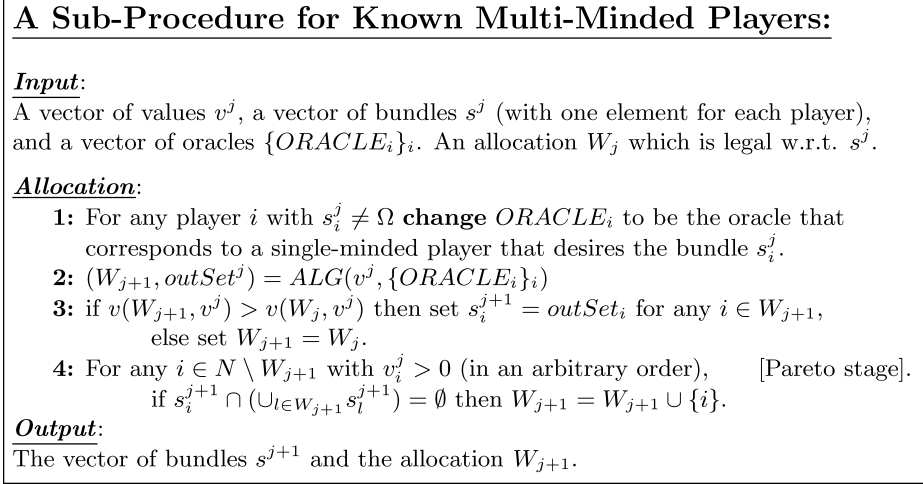 A Sub-Procedure for Known Multi-Minded Players:
Input:
A vector of values v^j, a vector of bundles s^j (with one element for each player),
and a vector of oracles {ORACLE_i}_i. An allocation W_j which is legal w.r.t. s^j.
Allocation:
1: For any player i with s_i^j ≠ Ω change ORACLE_i to be the oracle that
corresponds to a single-minded player that desires the bundle s_i^j.
2: (W_{j+1}, outSet^j) = ALG(v^j, {ORACLE_i}_i)
3: if v(W_{j+1}, v^j) > v(W_j, v^j) then set s_i^{j+1} = outSet_i for any i ∈ W_{j+1},
else set W_{j+1} = W_j.
4: For any i ∈ N \ W_{j+1} with v_i^j > 0 (in an arbitrary order), [Pareto stage].
if s_i^{j+1} ∩ (∪_{l∈W_{j+1}} s_l^{j+1}) = ∅ then W_{j+1} = W_{j+1} ∪ {i}.
Output:
The vector of bundles s^{j+1} and the allocation W_{j+1}.